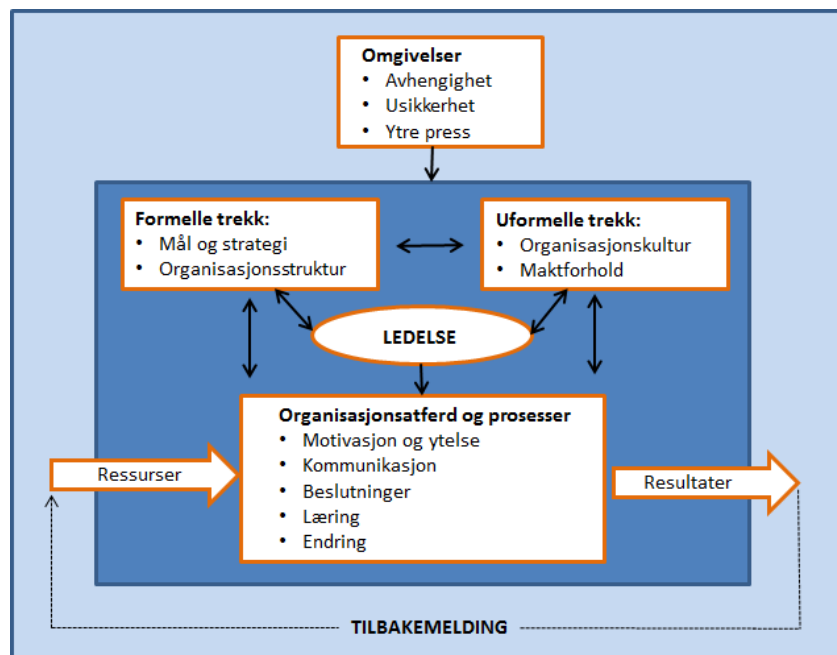 Omgivelser
• Avhengighet
• Usikkerhet
• Ytre press
Formelle trekk:
• Mål og strategi
• Organisasjonsstruktur
Uformelle trekk:
• Organisasjonskultur
• Maktforhold
LEDELSE
Organisasjonsatferd og prosesser
• Motivasjon og ytelse
• Kommunikasjon
• Beslutninger
• Læring
• Endring
Ressurser
Resultater
TILBAKEMELDING